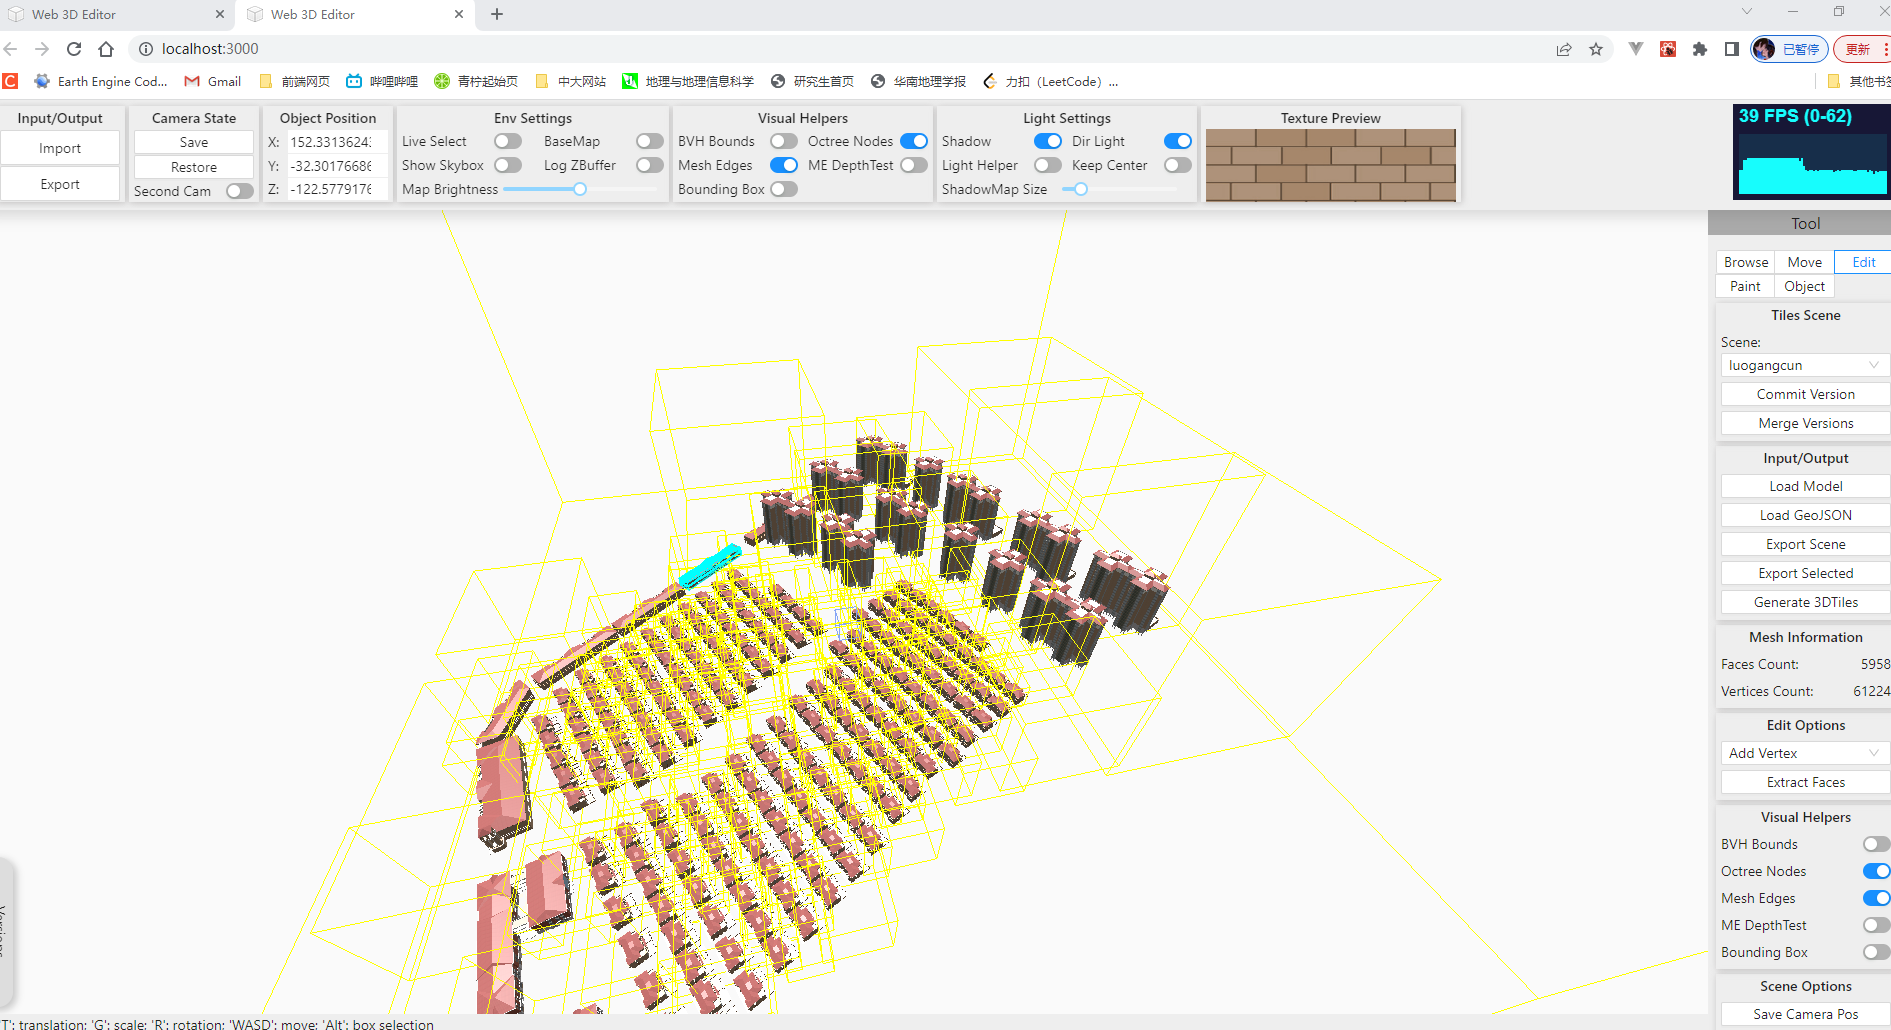 Web 3D Editor
Web 3D Editor
localhost:3000
已暂停
更新
Earth Engine Cod...
Gmail
前端网页
哔哩哔哩
青柠起始页
中大网站
地理与地理信息科学
研究生首页
华南地理学报
力扣（LeetCode）...
其他书签
Input/Output
Import
Export
Camera State
Save
Restore
Second Cam
Object Position
X: 152.33136243
Y: -32.30176686
Z: -122.5779176
Env Settings
Live Select
BaseMap
Show Skybox
Log ZBuffer
Map Brightness
Visual Helpers
BVH Bounds
Octree Nodes
Mesh Edges
ME DepthTest
Bounding Box
Light Settings
Shadow
Dir Light
Light Helper
Keep Center
ShadowMap Size
Texture Preview
39 FPS (0-62)
Tool
Browse
Move
Edit
Paint
Object
Tiles Scene
Scene:
luogangcun
Commit Version
Merge Versions
Input/Output
Load Model
Load GeoJSON
Export Scene
Export Selected
Generate 3DTiles
Mesh Information
Faces Count: 5958
Vertices Count: 61224
Edit Options
Add Vertex
Extract Faces
Visual Helpers
BVH Bounds
Octree Nodes
Mesh Edges
ME DepthTest
Bounding Box
Scene Options
Save Camera Pos
Versions
'T': translation; 'G': scale; 'R': rotation; 'WASD': move; 'Alt': box selection